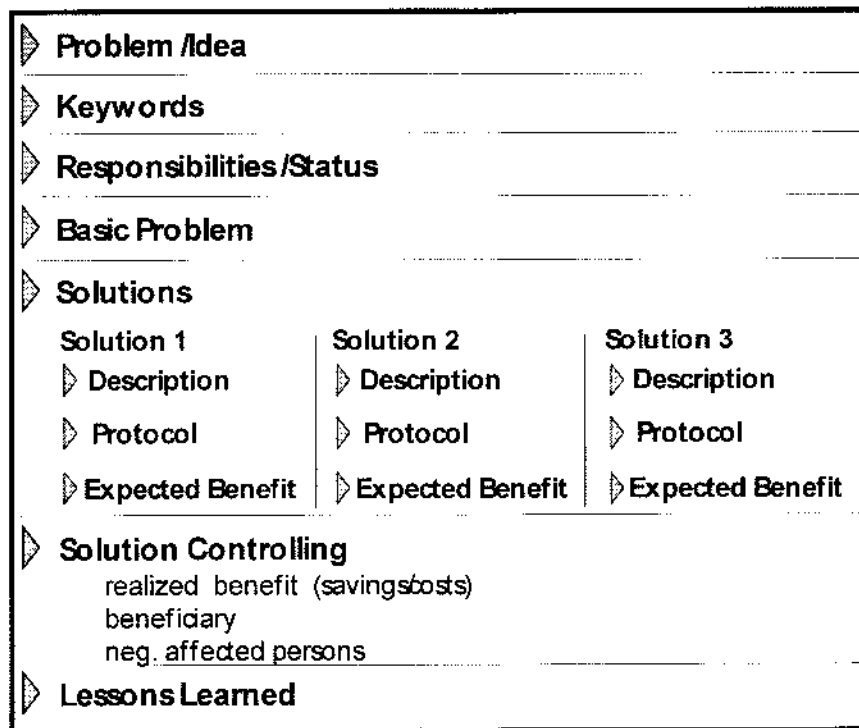 Problem /Idea
Keywords
Responsibilities/Status
Basic Problem
Solutions
Solution 1 Solution 2 Solution 3
Description Description Description
Protocol Protocol Protocol
Expected Benefit Expected Benefit Expected Benefit
Solution Controlling
realized benefit (savings/costs)
beneficiary
neg. affected persons
Lessons Learned